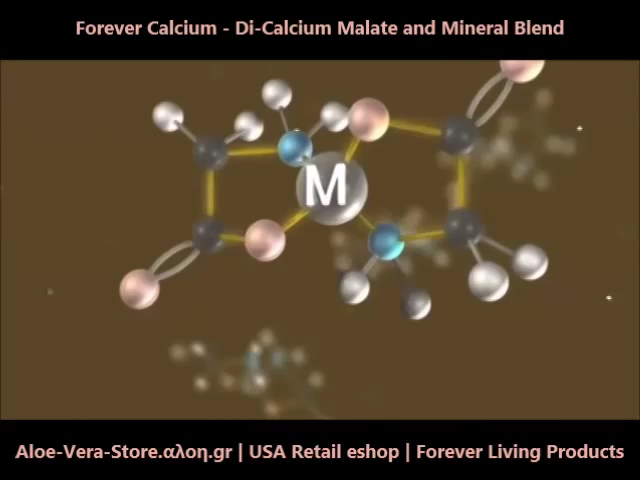 Forever Calcium - Di-Calcium Malate and Mineral Blend
M
Aloe-Vera-Store.αλοη.gr | USA Retail eshop | Forever Living Products